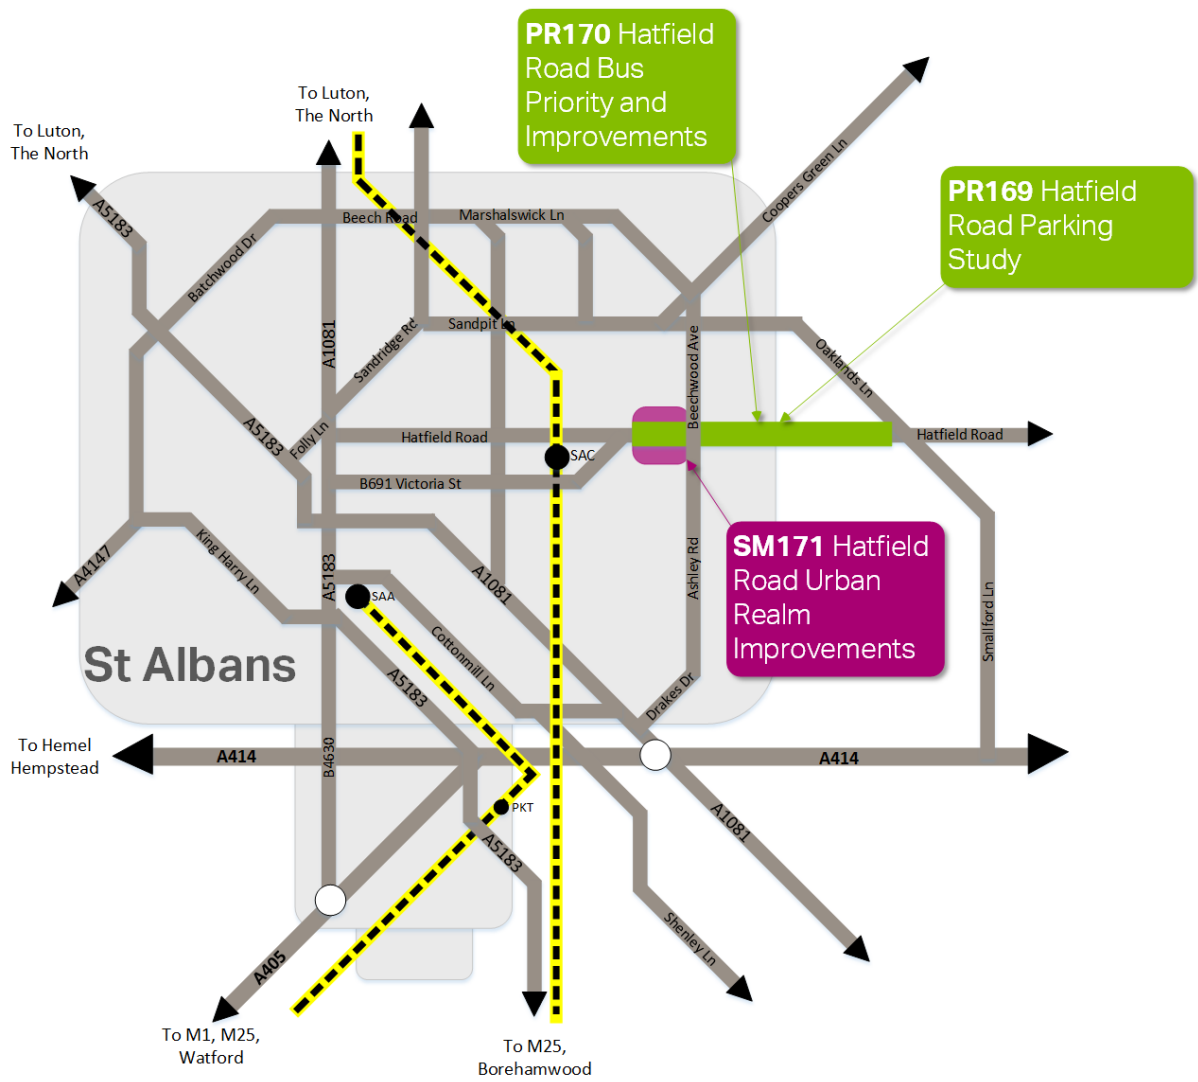 PR170 Hatfield
Road Bus
Priority and
Improvements
To Luton,
The North
To Luton,
The North
PR169 Hatfield
Road Parking
Study
Coopers Green Ln
A5183
Beech Road
Marshalswick Ln
Batchwood Dr
A1081
Sandridge Rd
Sandpit Ln
Beechwood Ave
Oaklands Ln
A5183
Folly Ln
Hatfield Road
Hatfield Road
SAC
B691 Victoria St
SM171 Hatfield
Road Urban
Realm
Improvements
A4147
King Harry Ln
A5183
SAA
A1081
Ashley Rd
Smallford Ln
St Albans
Cottonmill Ln
A5183
Drakes Dr
To Hemel
Hempstead
A414
B4630
A414
PKT
A1081
A5183
Shenley Ln
A405
To M1, M25,
Watford
To M25,
Borehamwood